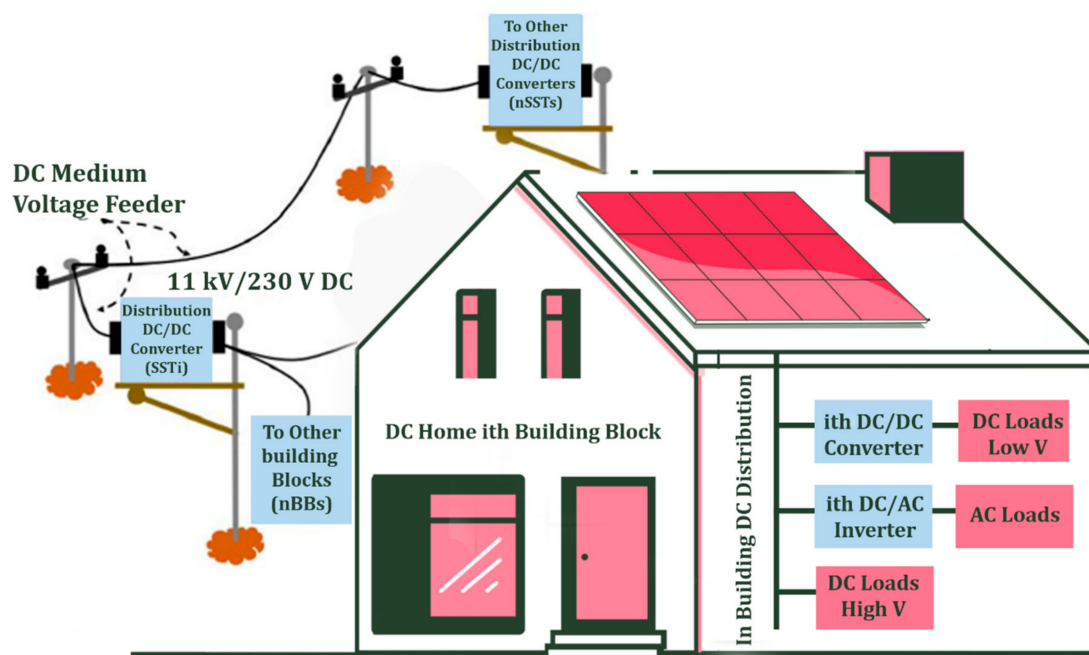 To Other
Distribution
DC/DC
Converters
(nSSTs)
DC Medium
Voltage Feeder
11 kV/230 V DC
Distribution
DC/DC
Converter
(SSTi)
To Other
building
Blocks
(nBBs)
DC Home ith Building Block
In Building DC Distribution
ith DC/DC
Converter
DC Loads
Low V
ith DC/AC
Inverter
AC Loads
DC Loads
High V